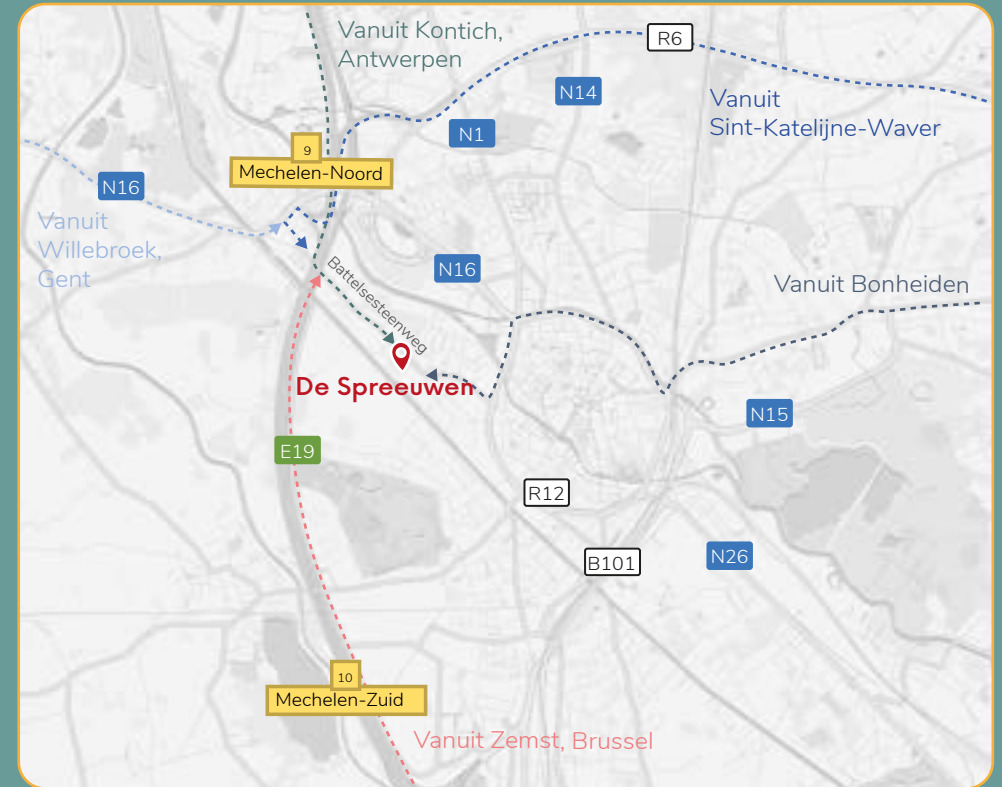 Vanuit Kontich,
Antwerpen
R6
N14
Vanuit
Sint-Katelijne-Waver
N1
9
Mechelen-Noord
N16
Vanuit
Willebroek,
Gent
N16
Battelsesteenweg
Vanuit Bonheiden
De Spreeuwen
N15
E19
R12
B101
N26
10
Mechelen-Zuid
Vanuit Zemst, Brussel